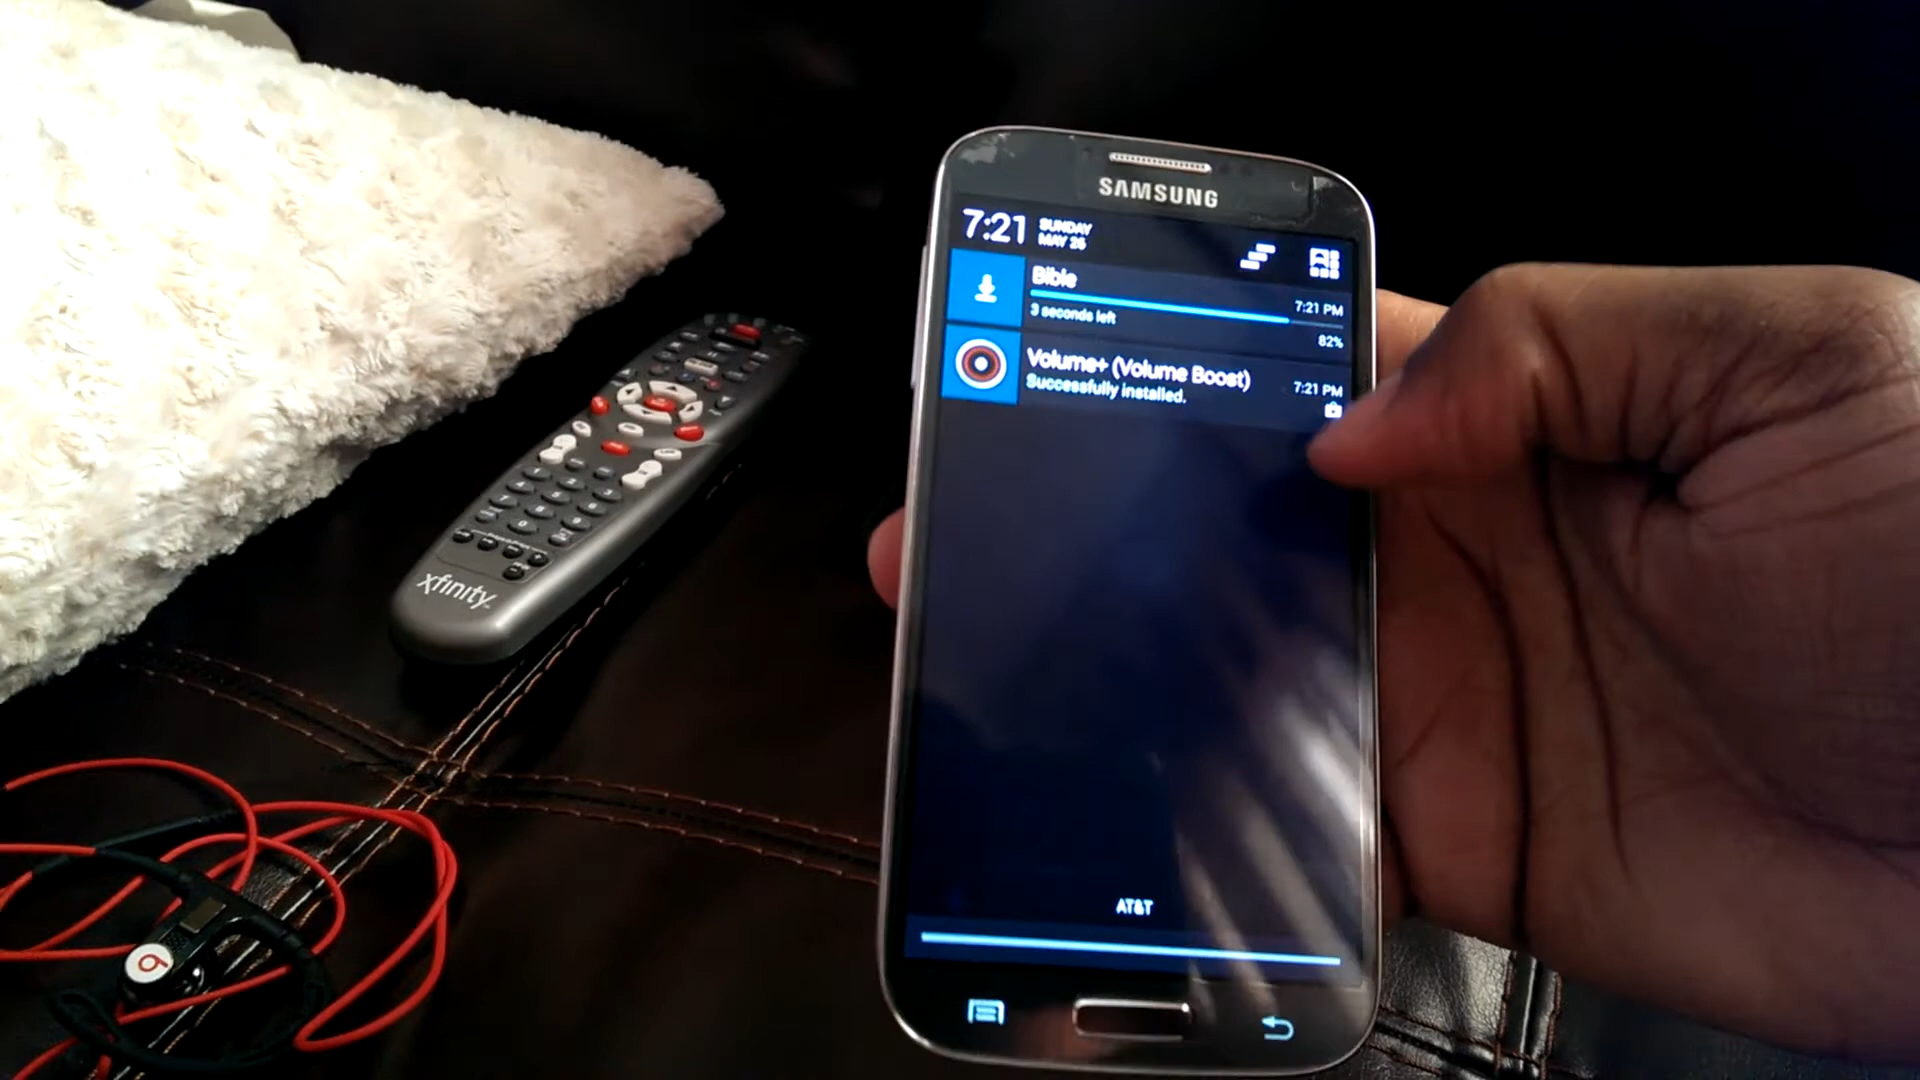 SAMSUNG
7:21
SUNDAY
MAY 26
Bible
7:21 PM
3 seconds left
82%
Volume+ (Volume Boost)
7:21 PM
Successfully installed.
AT&T
xfinity